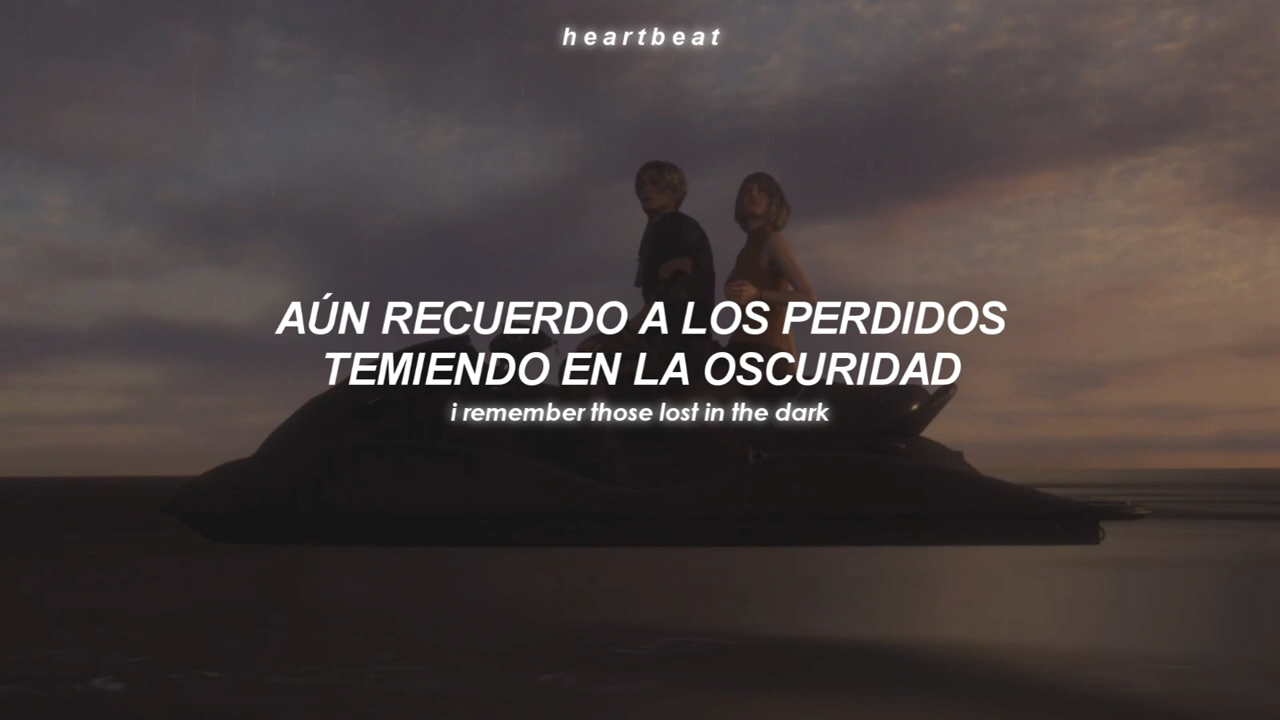 heartbeat
AÚN RECUERDO A LOS PERDIDOS
TEMIENDO EN LA OSCURIDAD
i remember those lost in the dark